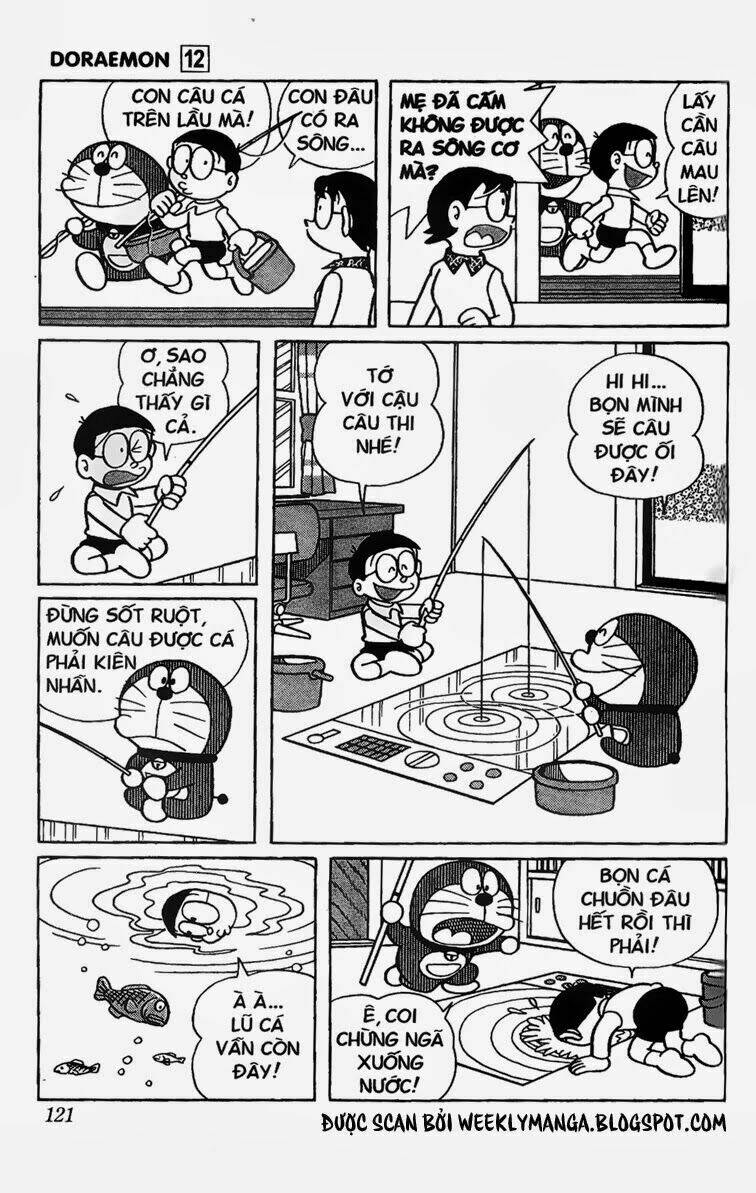 DORAEMON 12
LẤY
CẦN
CÂU
MAU
LÊN!
MẸ ĐÃ CẤM
KHÔNG ĐƯỢC
RA SÔNG CƠ
MÀ?
CON ĐÂU
CÓ RA
SÔNG...
CON CÂU CÁ
TRÊN LẦU MÀ!
HI HI...
BỌN MÌNH
SẼ CÂU
ĐƯỢC ỐI
ĐÂY!
TỚ
VỚI CẬU
CÂU THI
NHÉ!
Ơ, SAO
CHẲNG
THẤY GÌ
CẢ.
ĐỪNG SỐT RUỘT,
MUỐN CÂU ĐƯỢC CÁ
PHẢI KIÊN
NHẪN.
BỌN CÁ
CHUỒN ĐÂU
HẾT RỒI THÌ
PHẢI!
Ê, COI
CHỪNG NGÃ
XUỐNG
NƯỚC!
À À...
LŨ CÁ
VẪN CÒN
ĐÂY!
121
ĐƯỢC SCAN BỞI WEEKLYMANGA.BLOGSPOT.COM